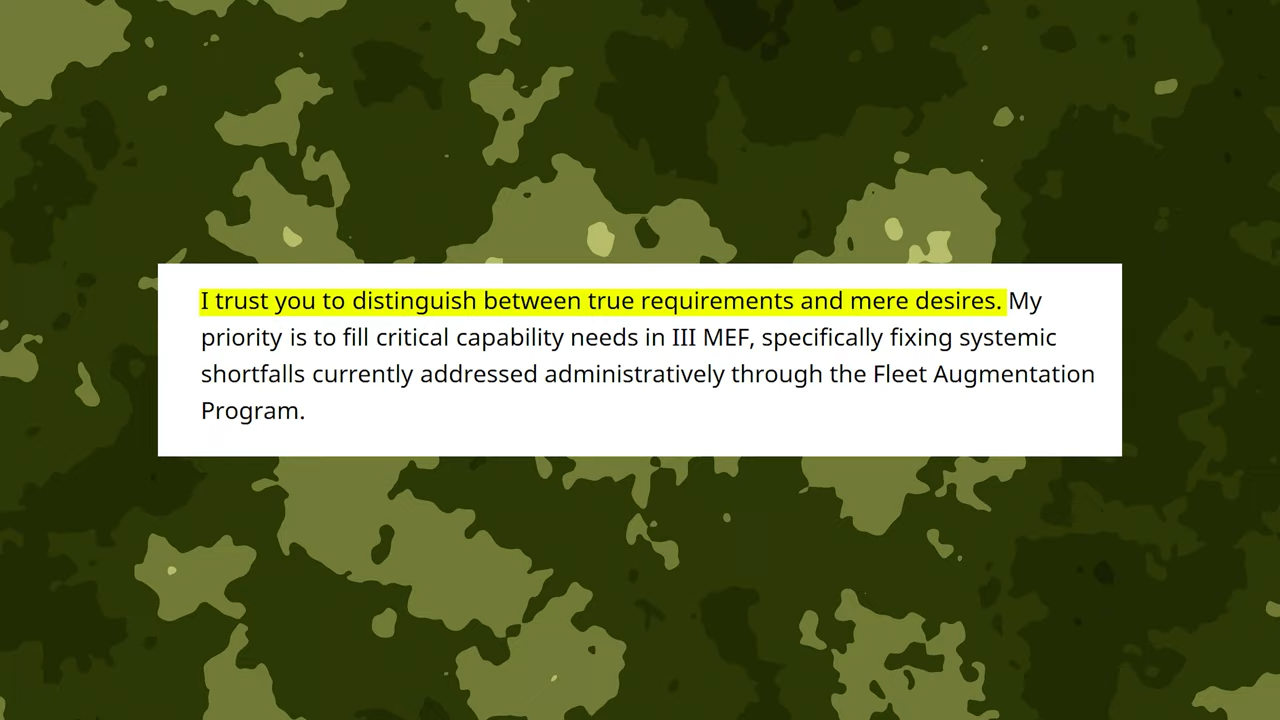 I trust you to distinguish between true requirements and mere desires. My
priority is to fill critical capability needs in III MEF, specifically fixing systemic
shortfalls currently addressed administratively through the Fleet Augmentation
Program.